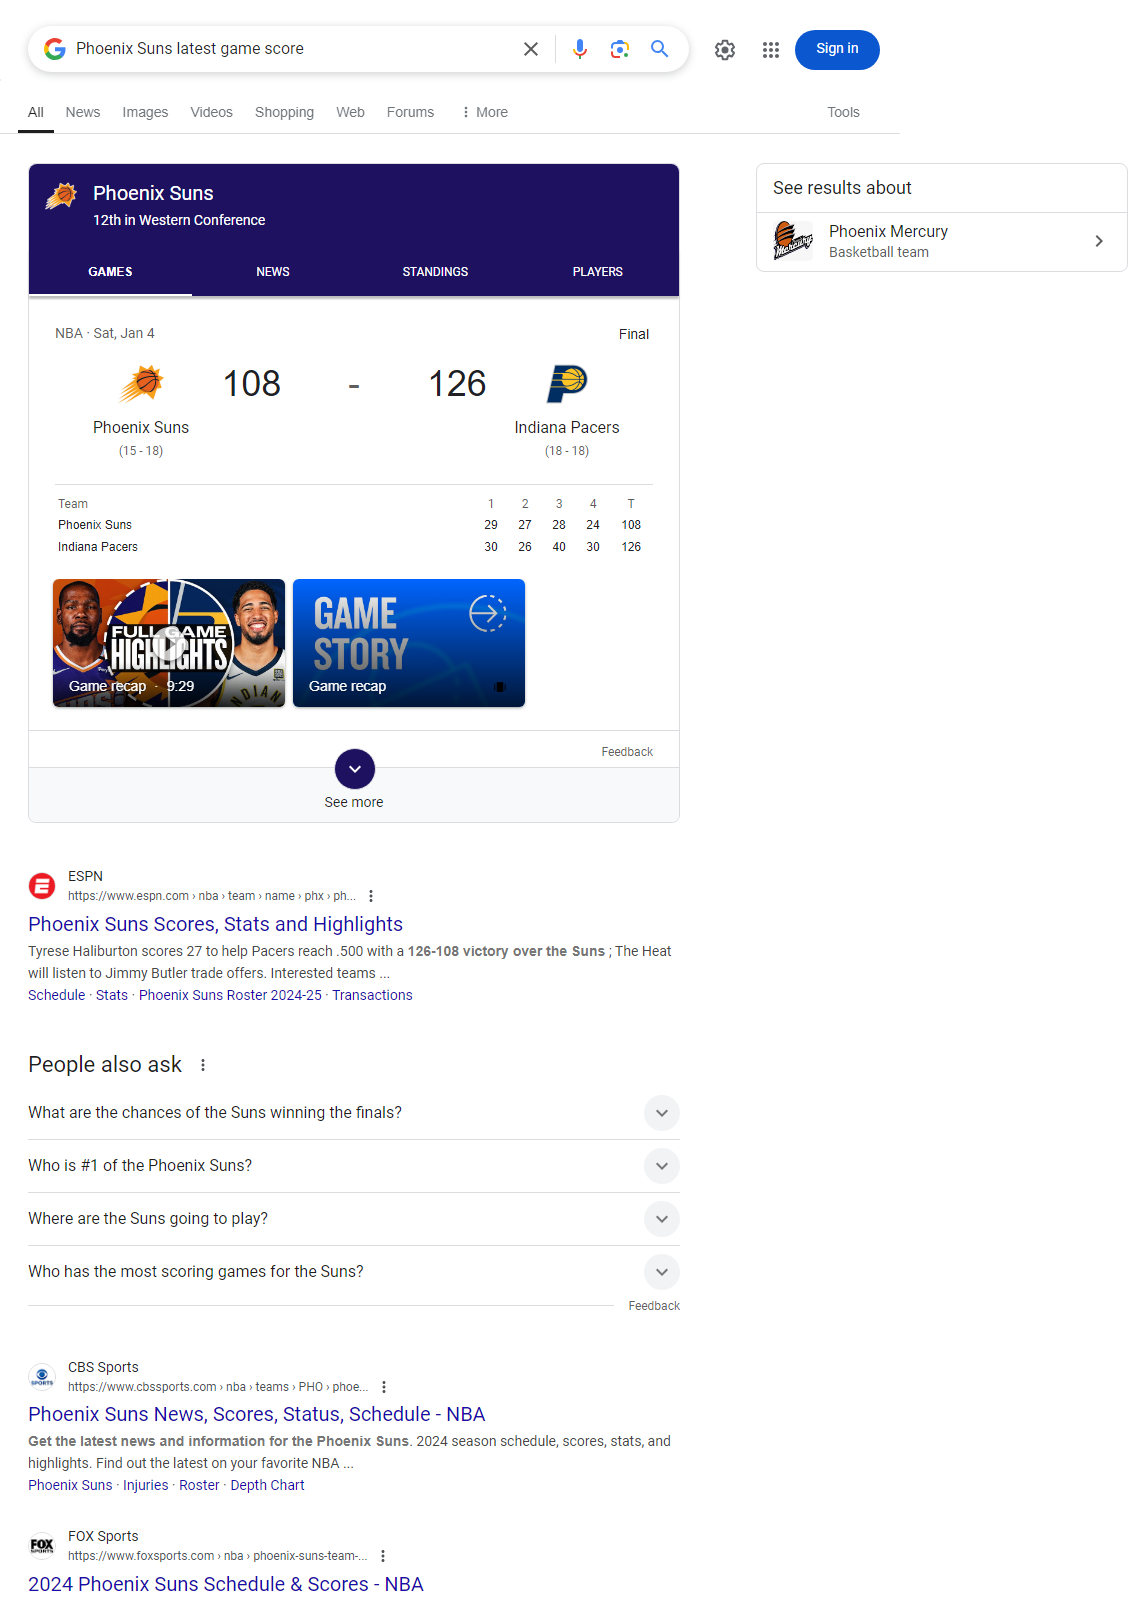 Phoenix Suns latest game score
Sign in
All News Images Videos Shopping Web Forums More Tools
Phoenix Suns
12th in Western Conference
GAMES NEWS STANDINGS PLAYERS
NBA · Sat, Jan 4 Final
108 - 126
Phoenix Suns Indiana Pacers
(15 - 18) (18 - 18)
Team 1 2 3 4 T
Phoenix Suns 29 27 28 24 108
Indiana Pacers 30 26 40 30 126
FULL GAME
HIGHLIGHTS
Game recap · 9:29
GAME
STORY
Game recap
Feedback
See more
See results about
Mercury
Phoenix Mercury
Basketball team
ESPN
https://www.espn.com › nba › team › name › phx › ph...
Phoenix Suns Scores, Stats and Highlights
Tyrese Haliburton scores 27 to help Pacers reach .500 with a 126-108 victory over the Suns ; The Heat
will listen to Jimmy Butler trade offers. Interested teams ...
Schedule · Stats · Phoenix Suns Roster 2024-25 · Transactions
People also ask
What are the chances of the Suns winning the finals?
Who is #1 of the Phoenix Suns?
Where are the Suns going to play?
Who has the most scoring games for the Suns?
Feedback
SPORTS
CBS Sports
https://www.cbssports.com › nba › teams › PHO › phoe...
Phoenix Suns News, Scores, Status, Schedule - NBA
Get the latest news and information for the Phoenix Suns. 2024 season schedule, scores, stats, and
highlights. Find out the latest on your favorite NBA ...
Phoenix Suns · Injuries · Roster · Depth Chart
FOX
SPORTS
FOX Sports
https://www.foxsports.com › nba › phoenix-suns-team-...
2024 Phoenix Suns Schedule & Scores - NBA